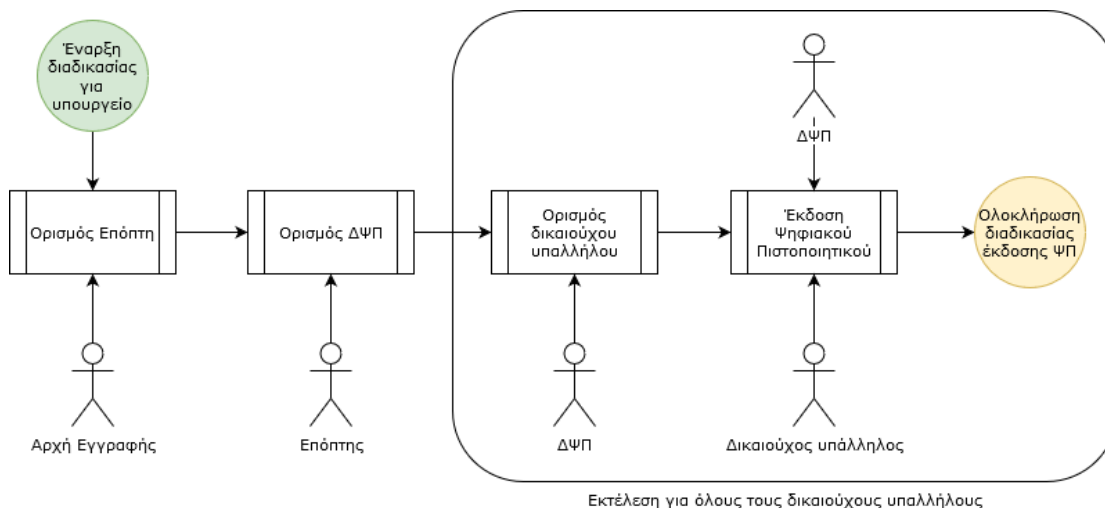 Έναρξη
διαδικασίας
για
υπουργείο
ΔΨΠ
Ορισμός Επόπτη
Ορισμός ΔΨΠ
Ορισμός
δικαιούχου
υπαλλήλου
Έκδοση
Ψηφιακού
Πιστοποιητικού
Ολοκλήρωση
διαδικασίας
έκδοσης ΨΠ
Αρχή Εγγραφής
Επόπτης
ΔΨΠ
Δικαιούχος υπάλληλος
Εκτέλεση για όλους τους δικαιούχους υπαλλήλους